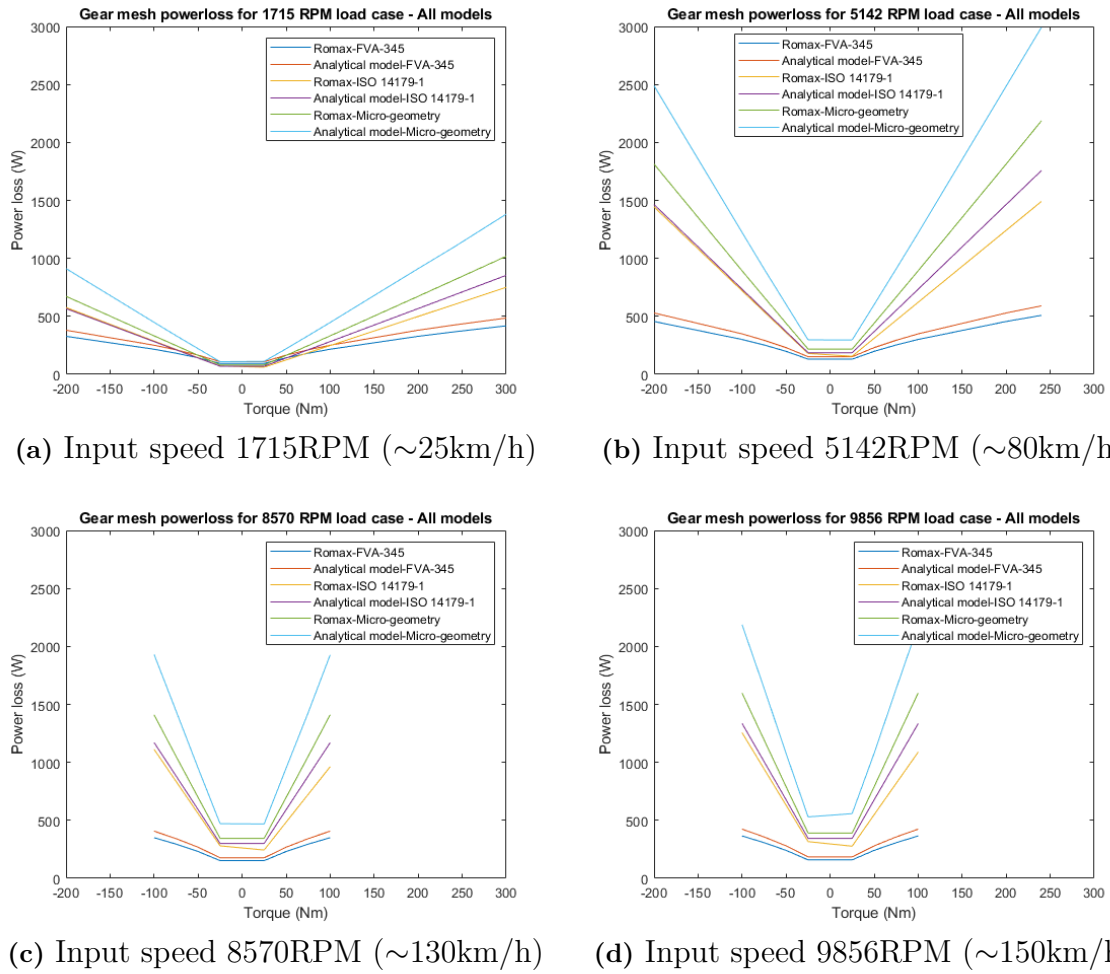 Gear mesh powerloss for 1715 RPM load case - All models
3000
2500
2000
1500
1000
500
0
Power loss (W)
Romax-FVA-345
Analytical model-FVA-345
Romax-ISO 14179-1
Analytical model-ISO 14179-1
Romax-Micro-geometry
Analytical model-Micro-geometry
-200 -150 -100 -50 0 50 100 150 200 250 300
Torque (Nm)
(a) Input speed 1715RPM (~25km/h)
Gear mesh powerloss for 5142 RPM load case - All models
3000
2500
2000
1500
1000
500
0
Power loss (W)
Romax-FVA-345
Analytical model-FVA-345
Romax-ISO 14179-1
Analytical model-ISO 14179-1
Romax-Micro-geometry
Analytical model-Micro-geometry
-200 -150 -100 -50 0 50 100 150 200 250 300
Torque (Nm)
(b) Input speed 5142RPM (~80km/h
Gear mesh powerloss for 8570 RPM load case - All models
3000
2500
2000
1500
1000
500
0
Power loss (W)
Romax-FVA-345
Analytical model-FVA-345
Romax-ISO 14179-1
Analytical model-ISO 14179-1
Romax-Micro-geometry
Analytical model-Micro-geometry
-200 -150 -100 -50 0 50 100 150 200 250 300
Torque (Nm)
(c) Input speed 8570RPM (~130km/h)
Gear mesh powerloss for 9856 RPM load case - All models
3000
2500
2000
1500
1000
500
0
Power loss (W)
Romax-FVA-345
Analytical model-FVA-345
Romax-ISO 14179-1
Analytical model-ISO 14179-1
Romax-Micro-geometry
Analytical model-Micro-geometry
-200 -150 -100 -50 0 50 100 150 200 250 300
Torque (Nm)
(d) Input speed 9856RPM (~150km/h